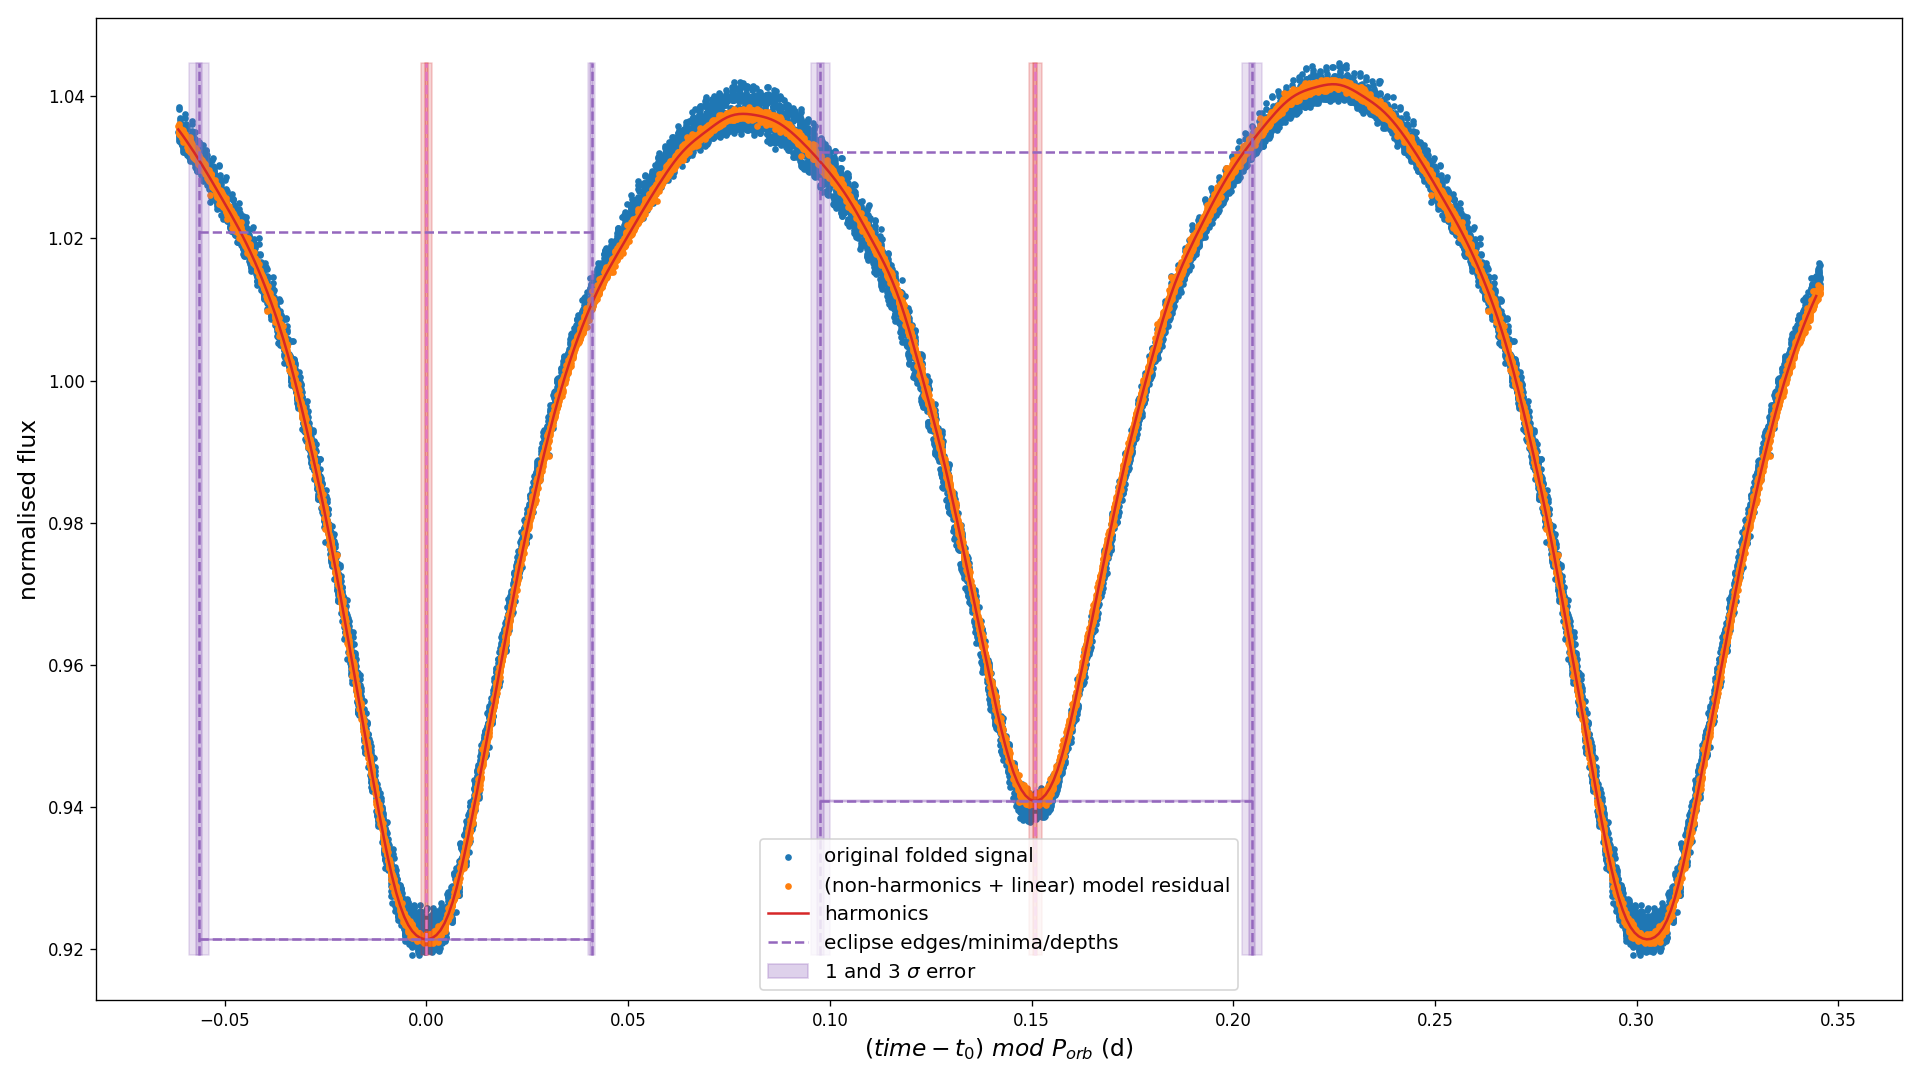 normalised flux
1.04
1.02
1.00
0.98
0.96
0.94
0.92
original folded signal
(non-harmonics + linear) model residual
harmonics
eclipse edges/minima/depths
1 and 3 σ error
−0.05
0.00
0.05
0.10
0.15
0.20
0.25
0.30
0.35
(time − t₀) mod Pₒᵣb (d)